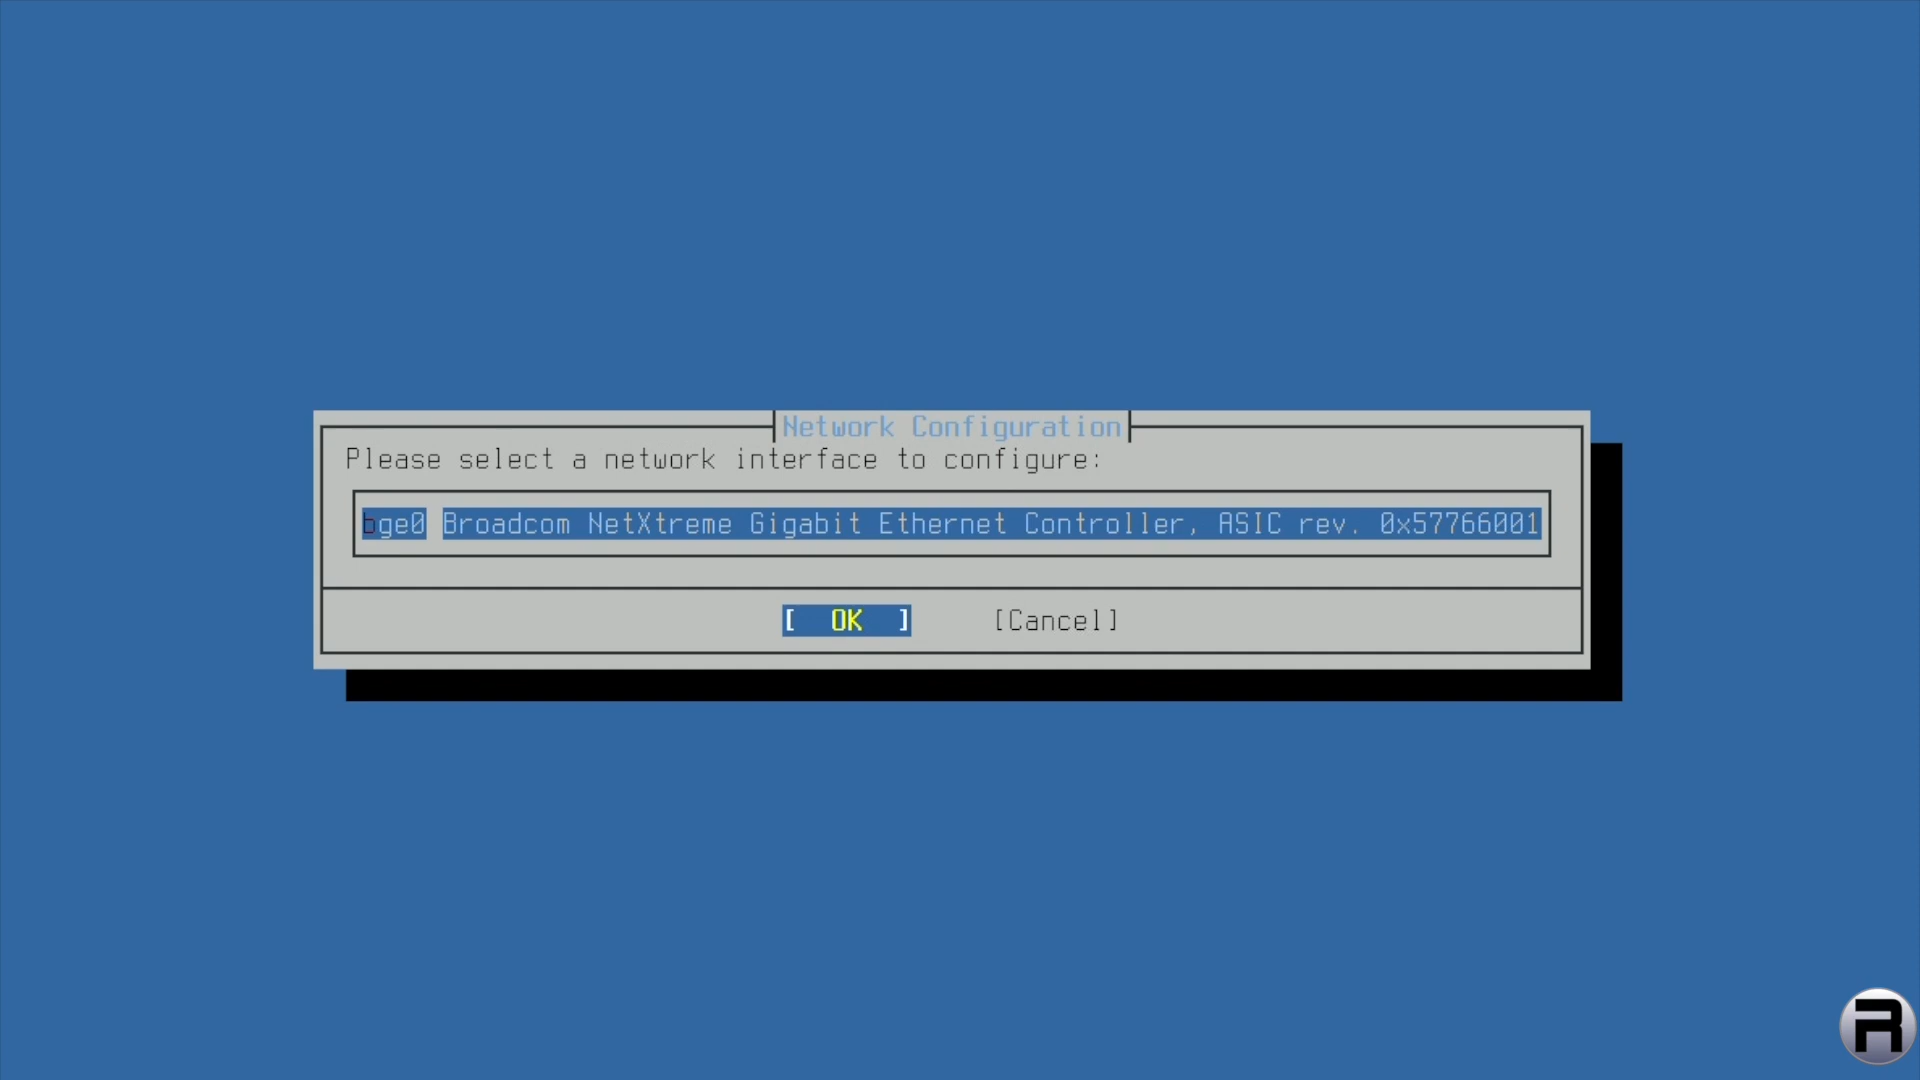 Network Configuration
Please select a network interface to configure:
bge0 Broadcom NetXtreme Gigabit Ethernet Controller, ASIC rev. 0x57766001
[ OK ] [Cancel]
R